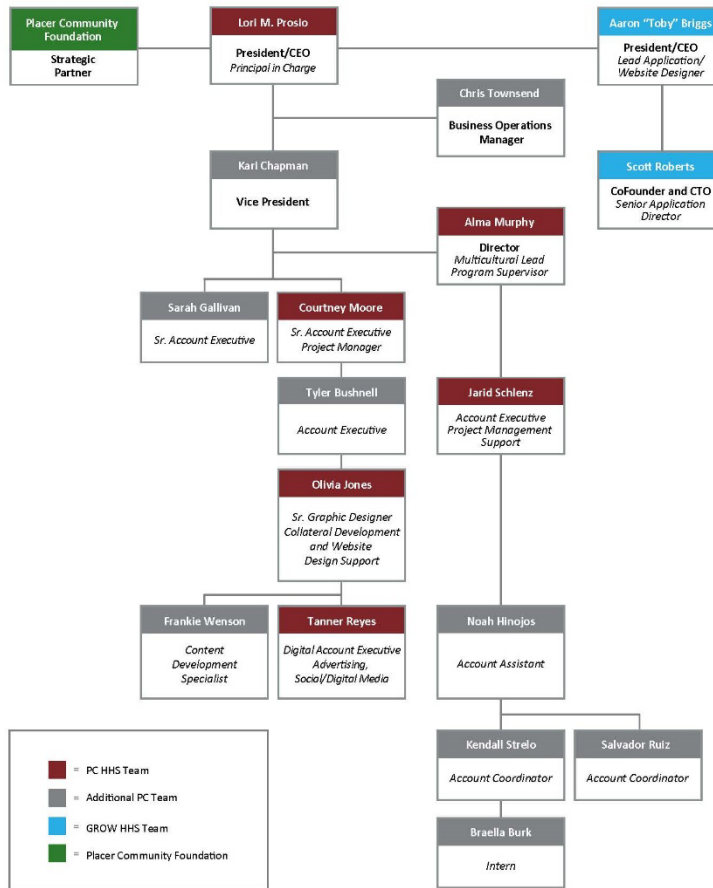 Placer Community
Foundation
Strategic
Partner
Lori M. Prosio
President/CEO
Principal in Charge
Aaron “Toby” Briggs
President/CEO
Lead Application/
Website Designer
Chris Townsend
Business Operations
Manager
Karl Chapman
Vice President
Scott Roberts
CoFounder and CTO
Senior Application
Director
Alma Murphy
Director
Multicultural Lead
Program Supervisor
Sarah Gallivan
Sr. Account Executive
Courtney Moore
Sr. Account Executive
Project Manager
Tyler Bushnell
Account Executive
Jarid Schlenz
Account Executive
Project Management
Support
Olivia Jones
Sr. Graphic Designer
Collateral Development
and Website
Design Support
Frankie Wenson
Content
Development
Specialist
Tanner Reyes
Digital Account Executive
Advertising,
Social/Digital Media
Noah Hinojos
Account Assistant
Kendall Strelo
Account Coordinator
Salvador Ruiz
Account Coordinator
Braella Burk
Intern
= PC HHS Team
= Additional PC Team
= GROW HHS Team
= Placer Community Foundation